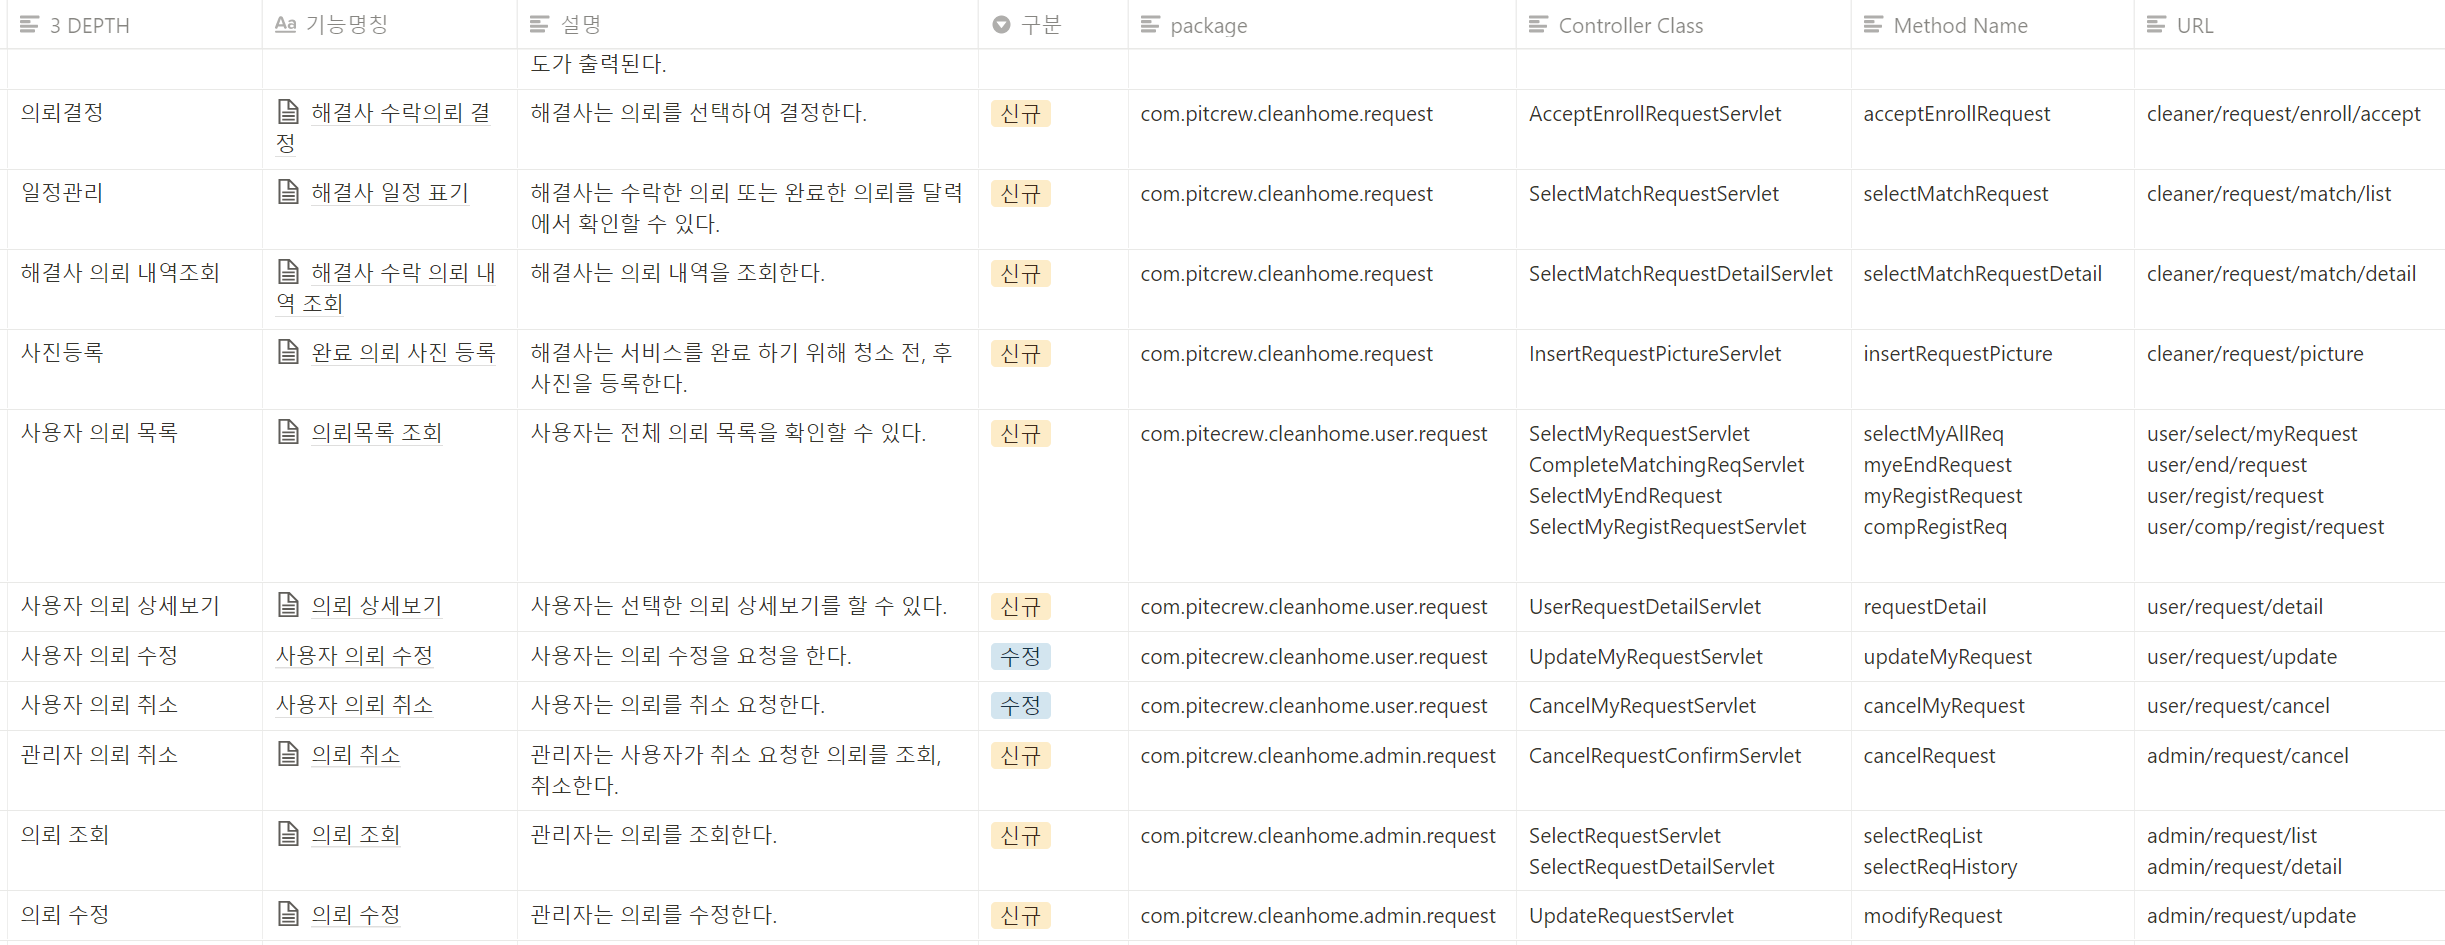 3 DEPTH Aa 기능명칭 설명 구분 package Controller Class Method Name URL
도가 출력된다.
의뢰결정 해결사 수락의뢰 결 해결사는 의뢰를 선택하여 결정한다. 신규 com.pitcrew.cleanhome.request AcceptEnrollRequestServlet acceptEnrollRequest cleaner/request/enroll/accept
정
일정관리 해결사 일정 표기 해결사는 수락한 의뢰 또는 완료한 의뢰를 달력 신규 com.pitcrew.cleanhome.request SelectMatchRequestServlet selectMatchRequest cleaner/request/match/list
에서 확인할 수 있다.
해결사 의뢰 내역조회 해결사 수락 의뢰 내 해결사는 의뢰 내역을 조회한다. 신규 com.pitcrew.cleanhome.request SelectMatchRequestDetailServlet selectMatchRequestDetail cleaner/request/match/detail
역 조회
사진등록 완료 의뢰 사진 등록 해결사는 서비스를 완료 하기 위해 청소 전, 후 신규 com.pitcrew.cleanhome.request InsertRequestPictureServlet insertRequestPicture cleaner/request/picture
사진을 등록한다.
사용자 의뢰 목록 의뢰목록 조회 사용자는 전체 의뢰 목록을 확인할 수 있다. 신규 com.pitecrew.cleanhome.user.request SelectMyRequestServlet selectMyAllReq user/select/myRequest
CompleteMatchingReqServlet myeEndRequest user/end/request
SelectMyEndRequest myRegistRequest user/regist/request
SelectMyRegistRequestServlet compRegistReq user/comp/regist/request
사용자 의뢰 상세보기 의뢰 상세보기 사용자는 선택한 의뢰 상세보기를 할 수 있다. 신규 com.pitecrew.cleanhome.user.request UserRequestDetailServlet requestDetail user/request/detail
사용자 의뢰 수정 사용자 의뢰 수정 사용자는 의뢰 수정을 요청을 한다. 수정 com.pitecrew.cleanhome.user.request UpdateMyRequestServlet updateMyRequest user/request/update
사용자 의뢰 취소 사용자 의뢰 취소 사용자는 의뢰를 취소 요청한다. 수정 com.pitecrew.cleanhome.user.request CancelMyRequestServlet cancelMyRequest user/request/cancel
관리자 의뢰 취소 의뢰 취소 관리자는 사용자가 취소 요청한 의뢰를 조회, 신규 com.pitcrew.cleanhome.admin.request CancelRequestConfirmServlet cancelRequest admin/request/cancel
취소한다.
의뢰 조회 의뢰 조회 관리자는 의뢰를 조회한다. 신규 com.pitcrew.cleanhome.admin.request SelectRequestServlet selectReqList admin/request/list
SelectRequestDetailServlet selectReqHistory admin/request/detail
의뢰 수정 의뢰 수정 관리자는 의뢰를 수정한다. 신규 com.pitcrew.cleanhome.admin.request UpdateRequestServlet modifyRequest admin/request/update